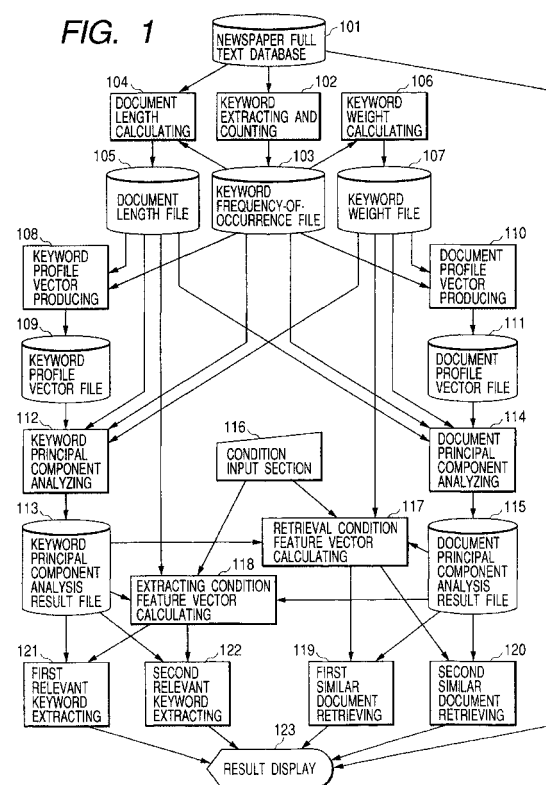 FIG. 1
101
NEWSPAPER FULL
TEXT DATABASE
104
DOCUMENT
LENGTH
CALCULATING
102
KEYWORD
EXTRACTING AND
COUNTING
106
KEYWORD
WEIGHT
CALCULATING
105
DOCUMENT
LENGTH FILE
103
KEYWORD
FREQUENCY-OF-
OCCURRENCE FILE
107
KEYWORD
WEIGHT FILE
108
KEYWORD
PROFILE
VECTOR
PRODUCING
110
DOCUMENT
PROFILE
VECTOR
PRODUCING
109
KEYWORD
PROFILE
VECTOR FILE
111
DOCUMENT
PROFILE
VECTOR FILE
112
KEYWORD
PRINCIPAL
COMPONENT
ANALYZING
116
CONDITION
INPUT SECTION
114
DOCUMENT
PRINCIPAL
COMPONENT
ANALYZING
113
KEYWORD
PRINCIPAL
COMPONENT
ANALYSIS
RESULT FILE
117
RETRIEVAL CONDITION
FEATURE VECTOR
CALCULATING
115
DOCUMENT
PRINCIPAL
COMPONENT
ANALYSIS
RESULT FILE
118
EXTRACTING CONDITION
FEATURE VECTOR
CALCULATING
121
FIRST
RELEVANT
KEYWORD
EXTRACTING
122
SECOND
RELEVANT
KEYWORD
EXTRACTING
119
FIRST
SIMILAR
DOCUMENT
RETRIEVING
120
SECOND
SIMILAR
DOCUMENT
RETRIEVING
123
RESULT DISPLAY